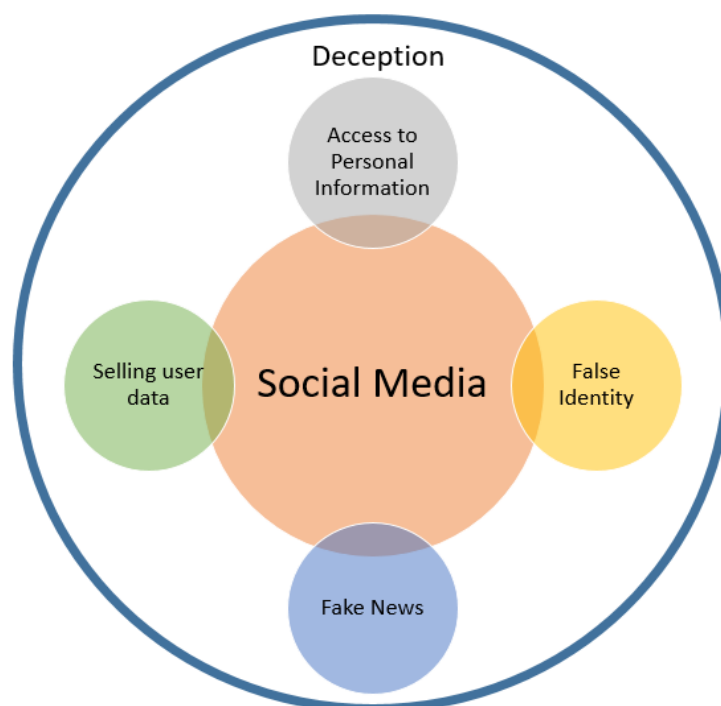 Deception
Access to
Personal
Information
Selling user
data
Social Media
False
Identity
Fake News